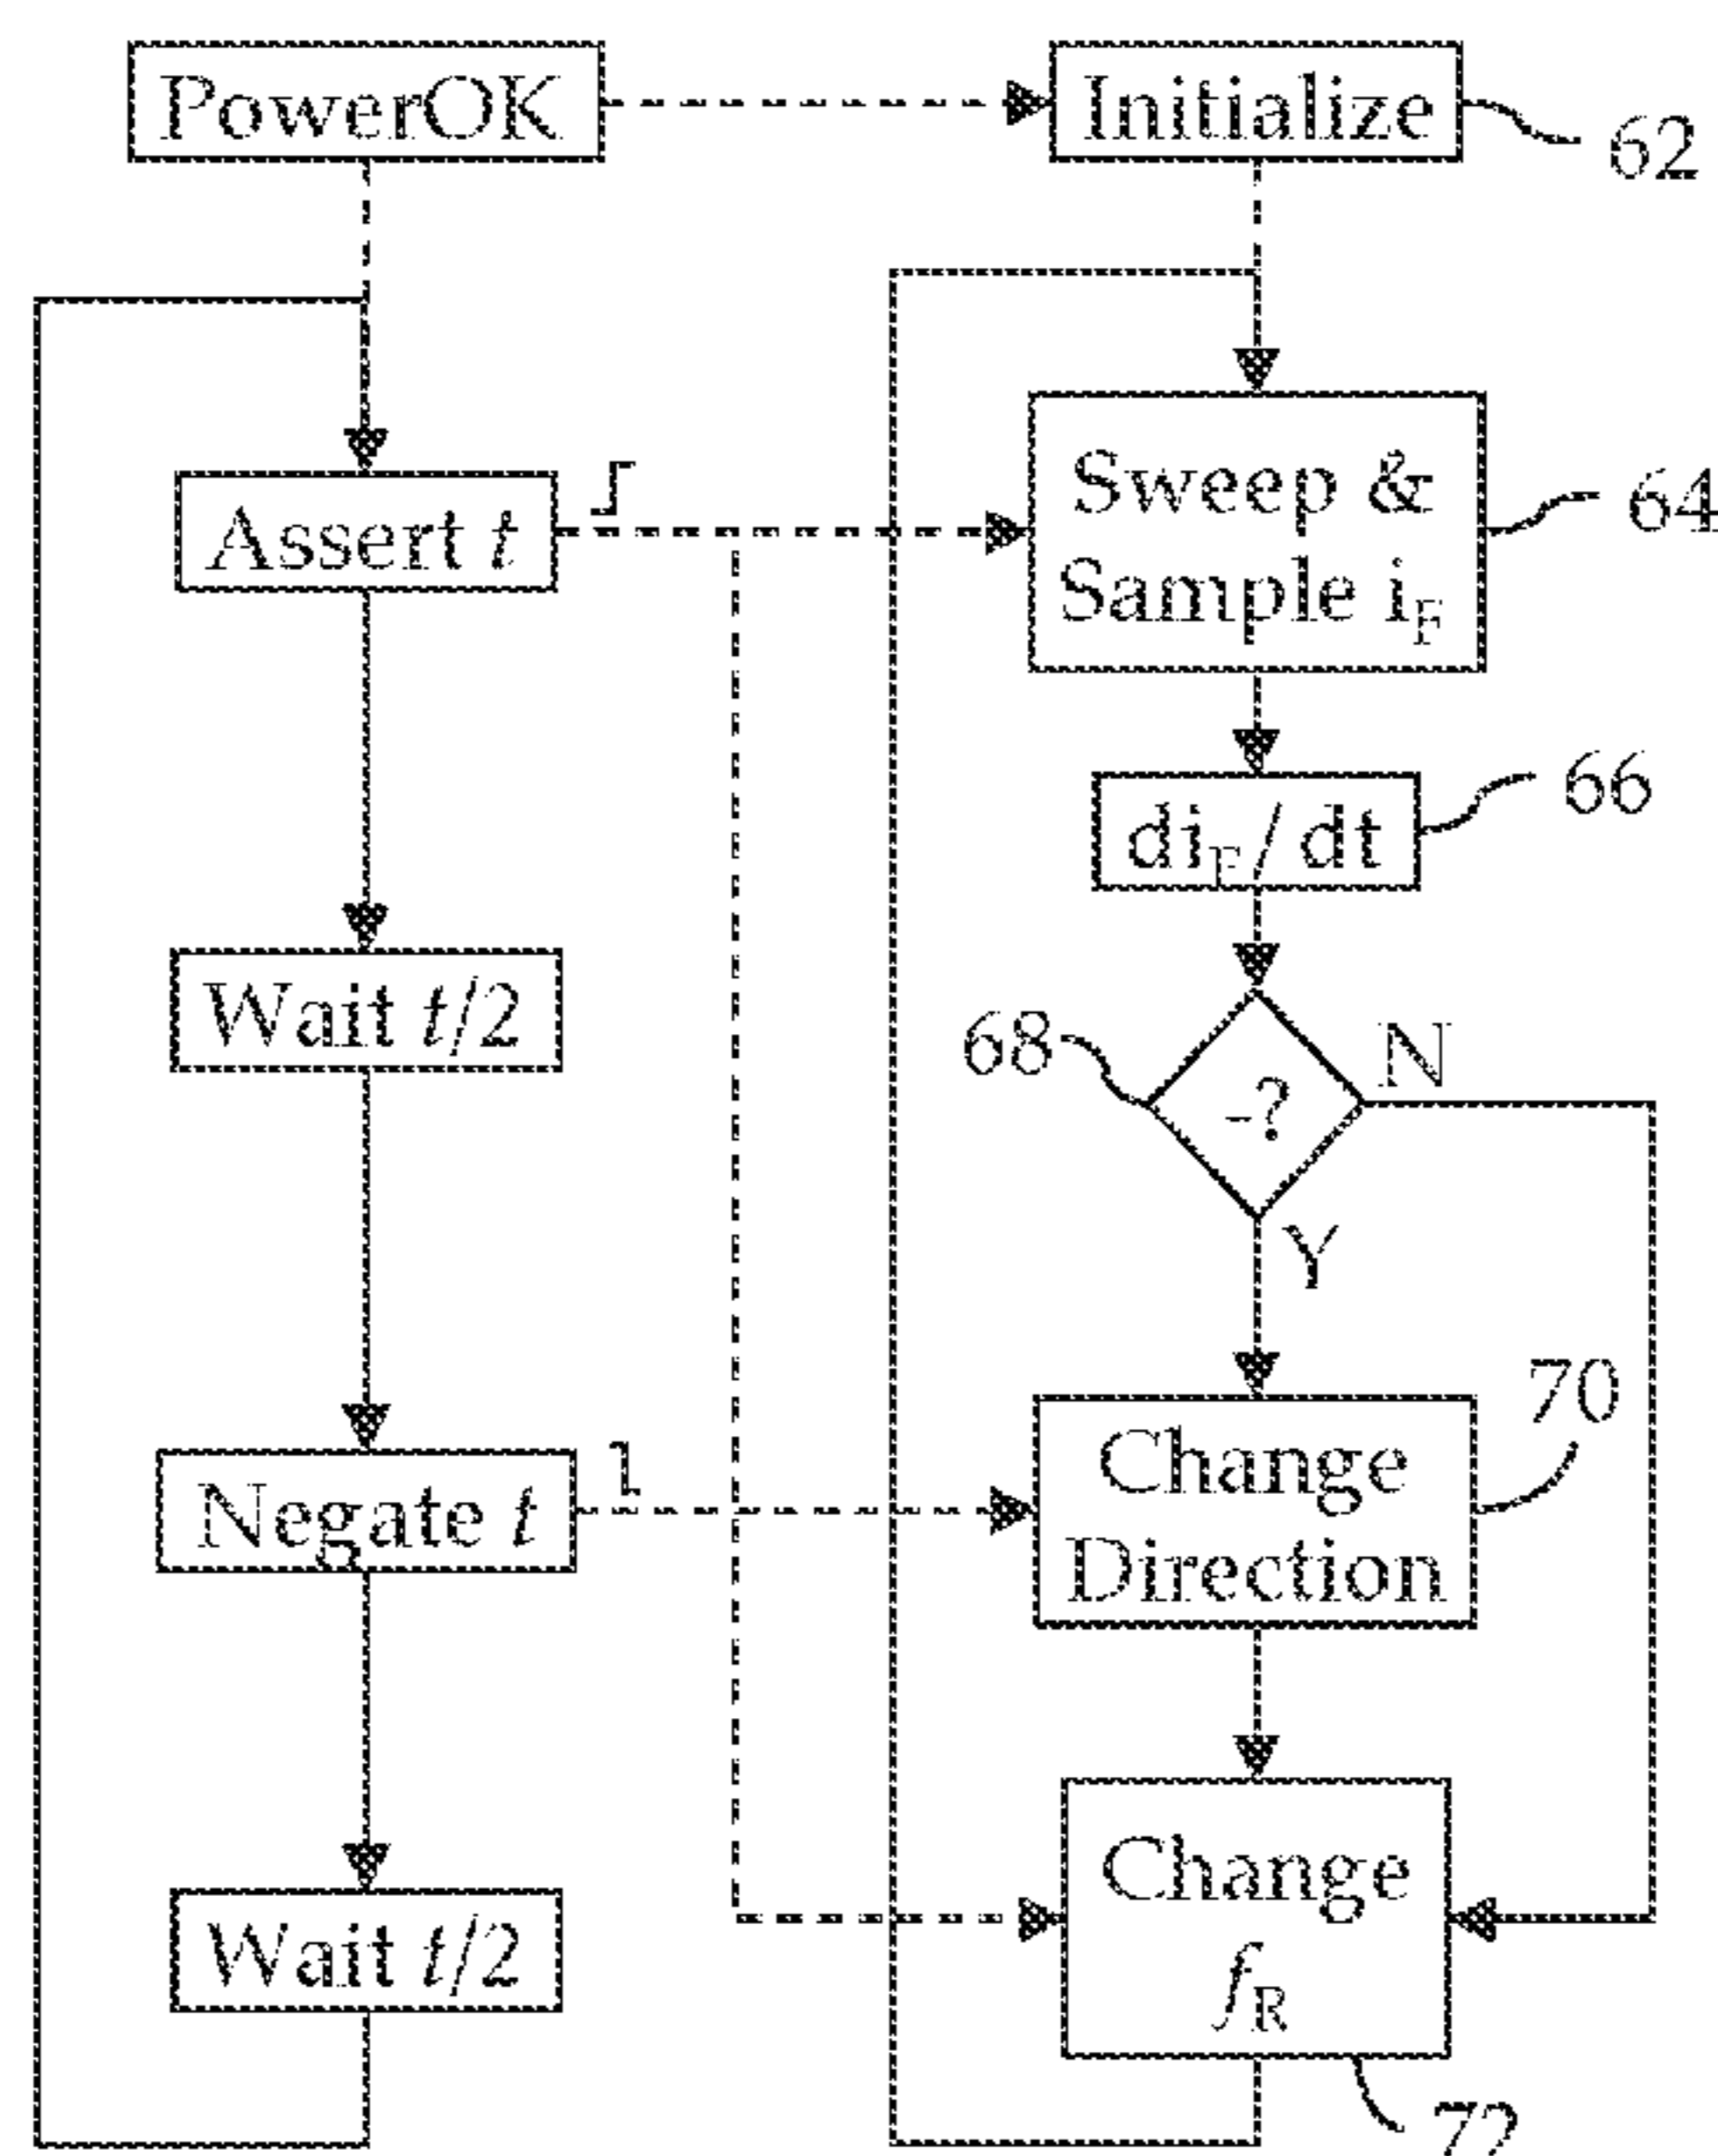 PowerOK
Initialize
62
Assert t
Sweep &
Sample iF
64
diF/dt
66
Wait t/2
68
-?
N
Y
Negate t
Change
Direction
70
Wait t/2
Change
fR
72